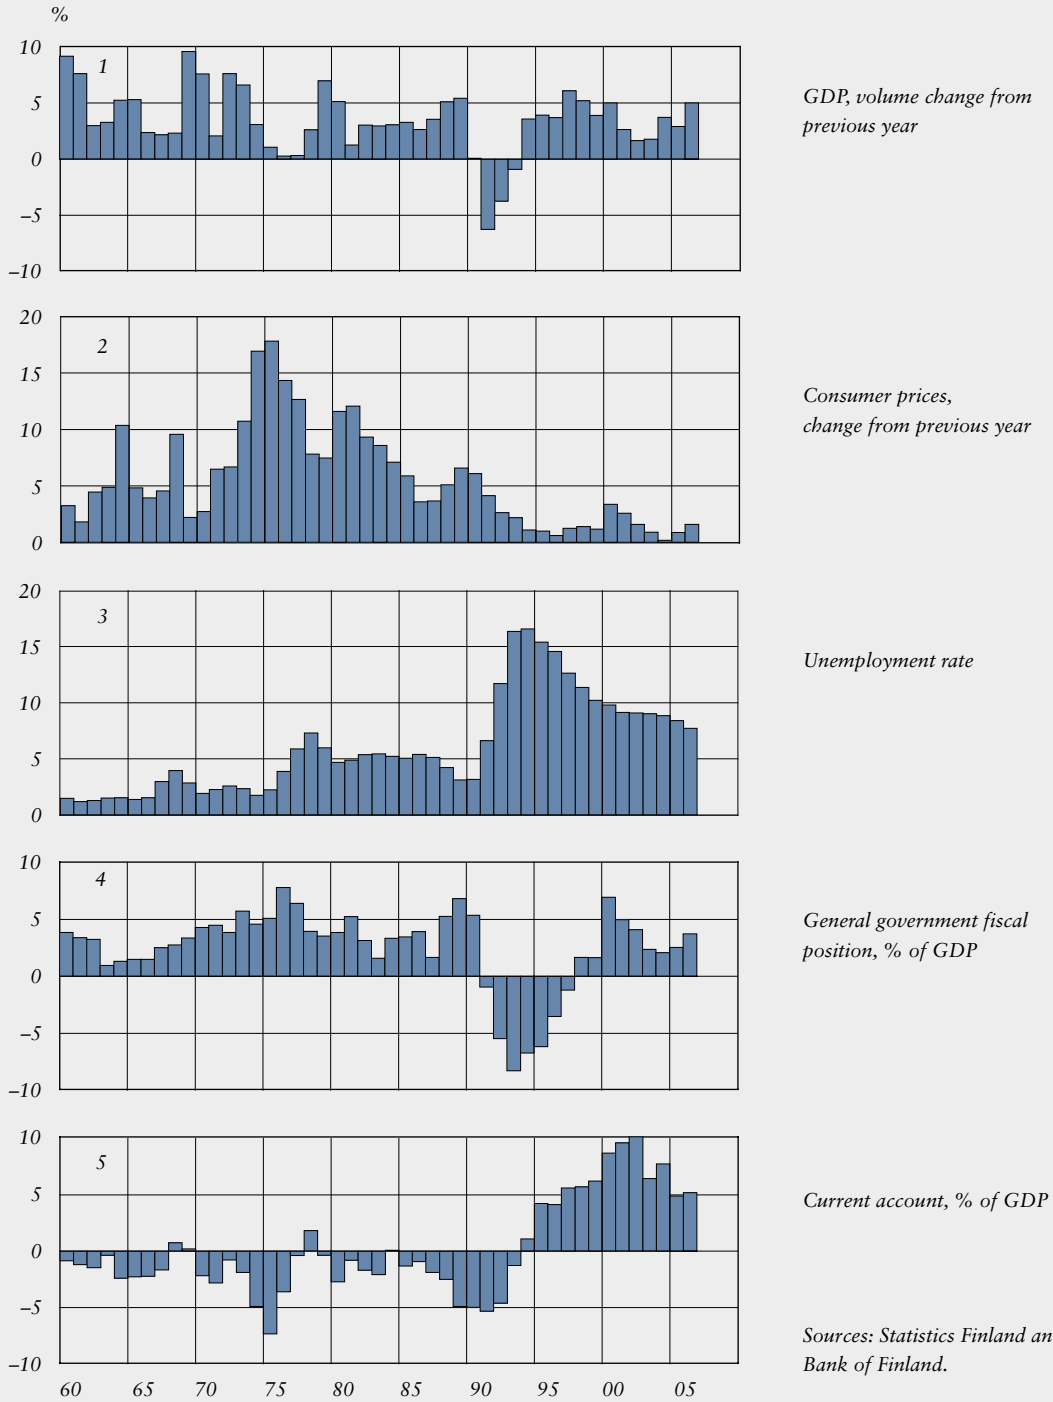 %
10
5
0
–5
–10
1
GDP, volume change from
previous year
20
15
10
5
0
2
Consumer prices,
change from previous year
20
15
10
5
0
3
Unemployment rate
10
5
0
–5
–10
4
General government fiscal
position, % of GDP
10
5
0
–5
–10
5
Current account, % of GDP
60 65 70 75 80 85 90 95 00 05
Sources: Statistics Finland an
Bank of Finland.